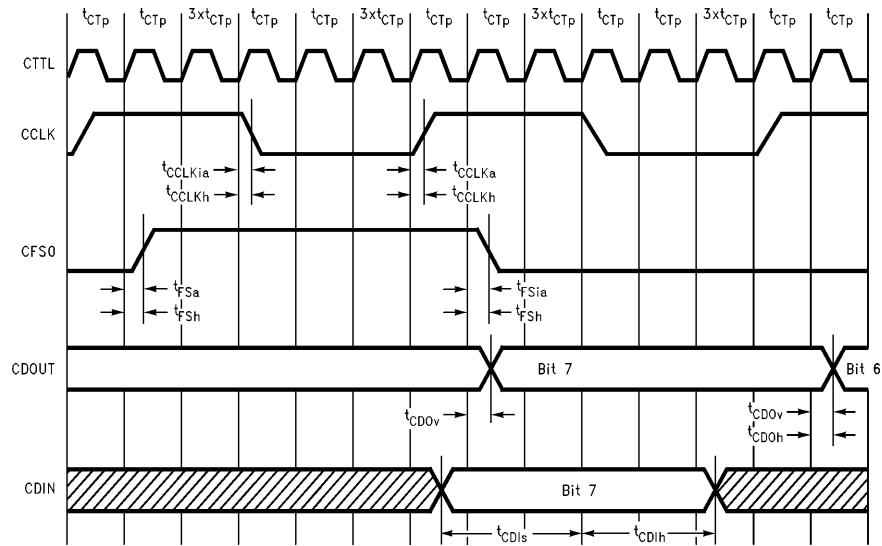 tCTp tCTp 3xtCTp tCTp tCTp 3xtCTp tCTp tCTp 3xtCTp tCTp tCTp 3xtCTp tCTp tCTp
CTTL
CCLK
tCCLKia tCCLKa
tCCLKh tCCLKh
CFS0
tFSa tFSia
tFSh tFSh
CDOUT Bit 7 Bit 6
tCDOv tCDOv
tCDOh
CDIN Bit 7
tCDIs tCDIh